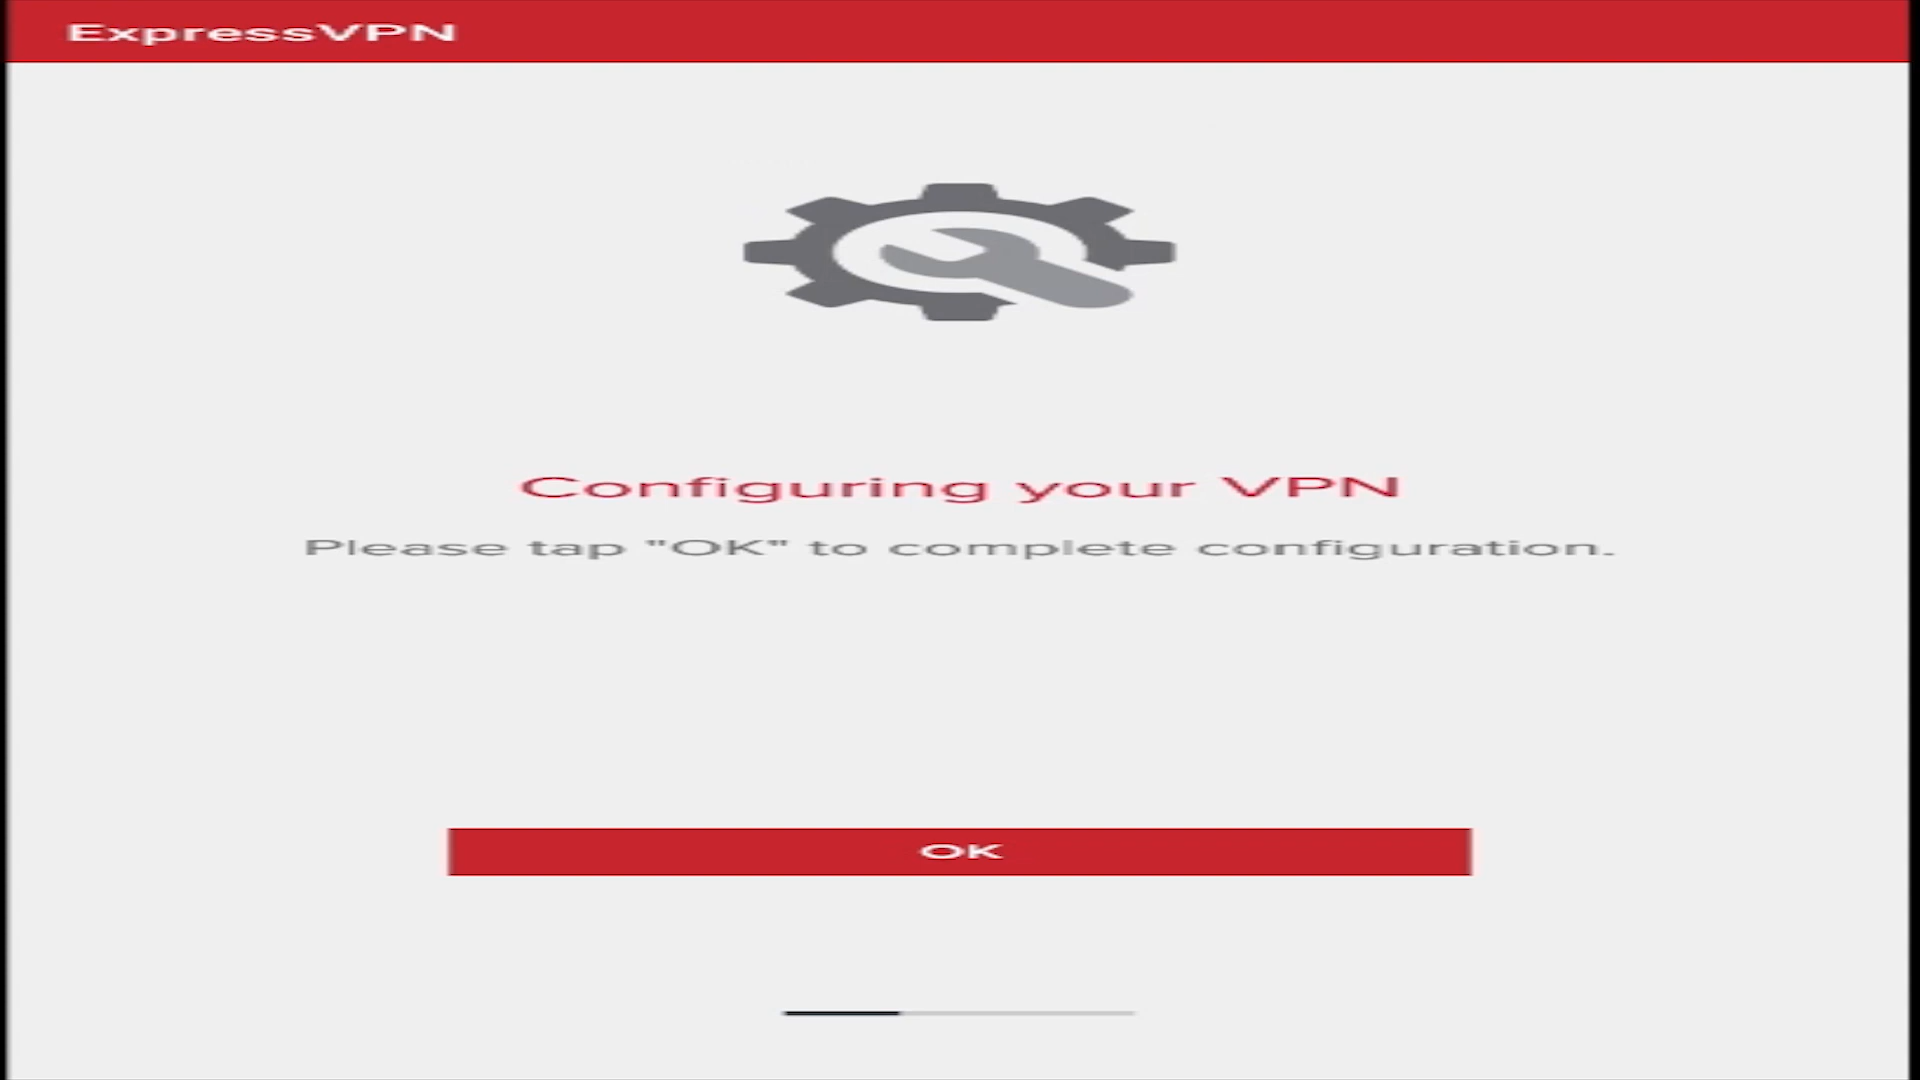 ExpressVPN
Configuring your VPN
Please tap "OK" to complete configuration.
OK